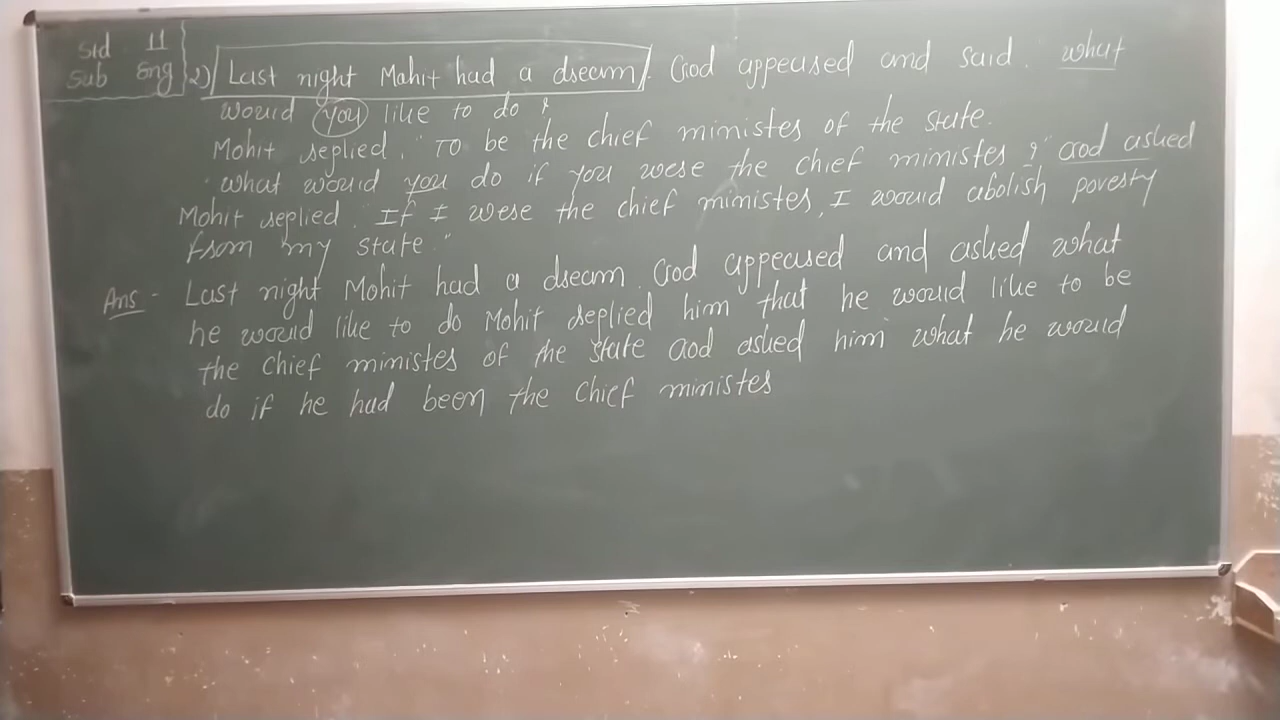 Std 11
Sub Eng
2) Last night Mohit had a dream. God appeared and said. what
would you like to do ?
Mohit replied. "To be the chief minister of the state.
"what would you do if you were the chief minister ?" God asked
Mohit replied. "If I were the chief minister, I would abolish poverty
from my state."
Ans - Last night Mohit had a dream. God appeared and asked what
he would like to do Mohit replied him that he would like to be
the chief minister of the state God asked him what he would
do if he had been the chief minister